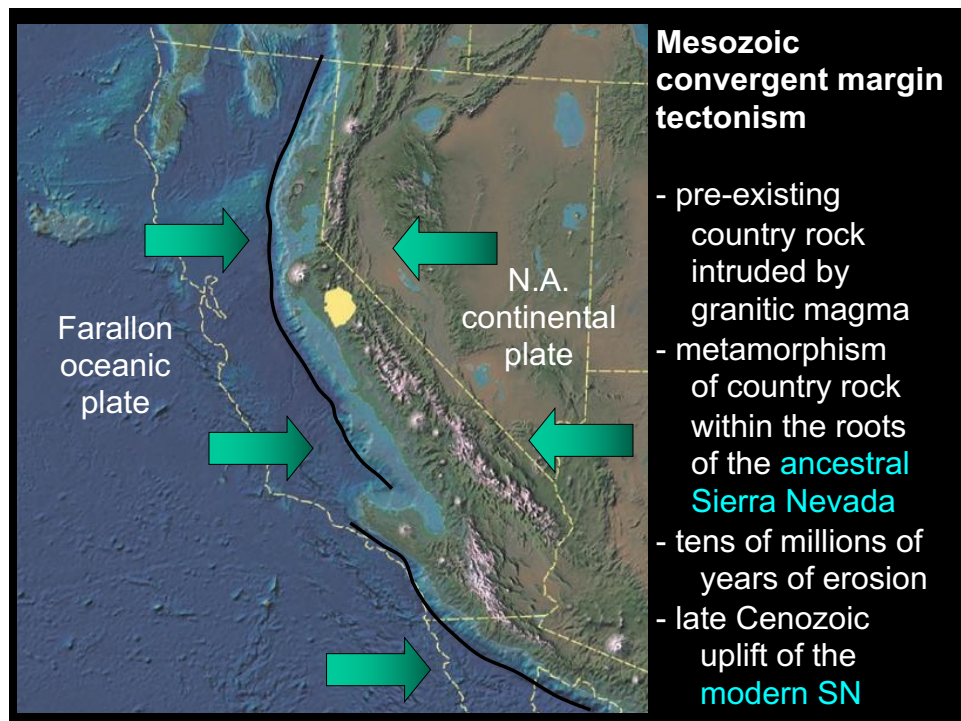 Mesozoic
convergent margin
tectonism
- pre-existing
country rock
intruded by
granitic magma
- metamorphism
of country rock
within the roots
of the ancestral
Sierra Nevada
- tens of millions of
years of erosion
- late Cenozoic
uplift of the
modern SN
Farallon
oceanic
plate
N.A.
continental
plate